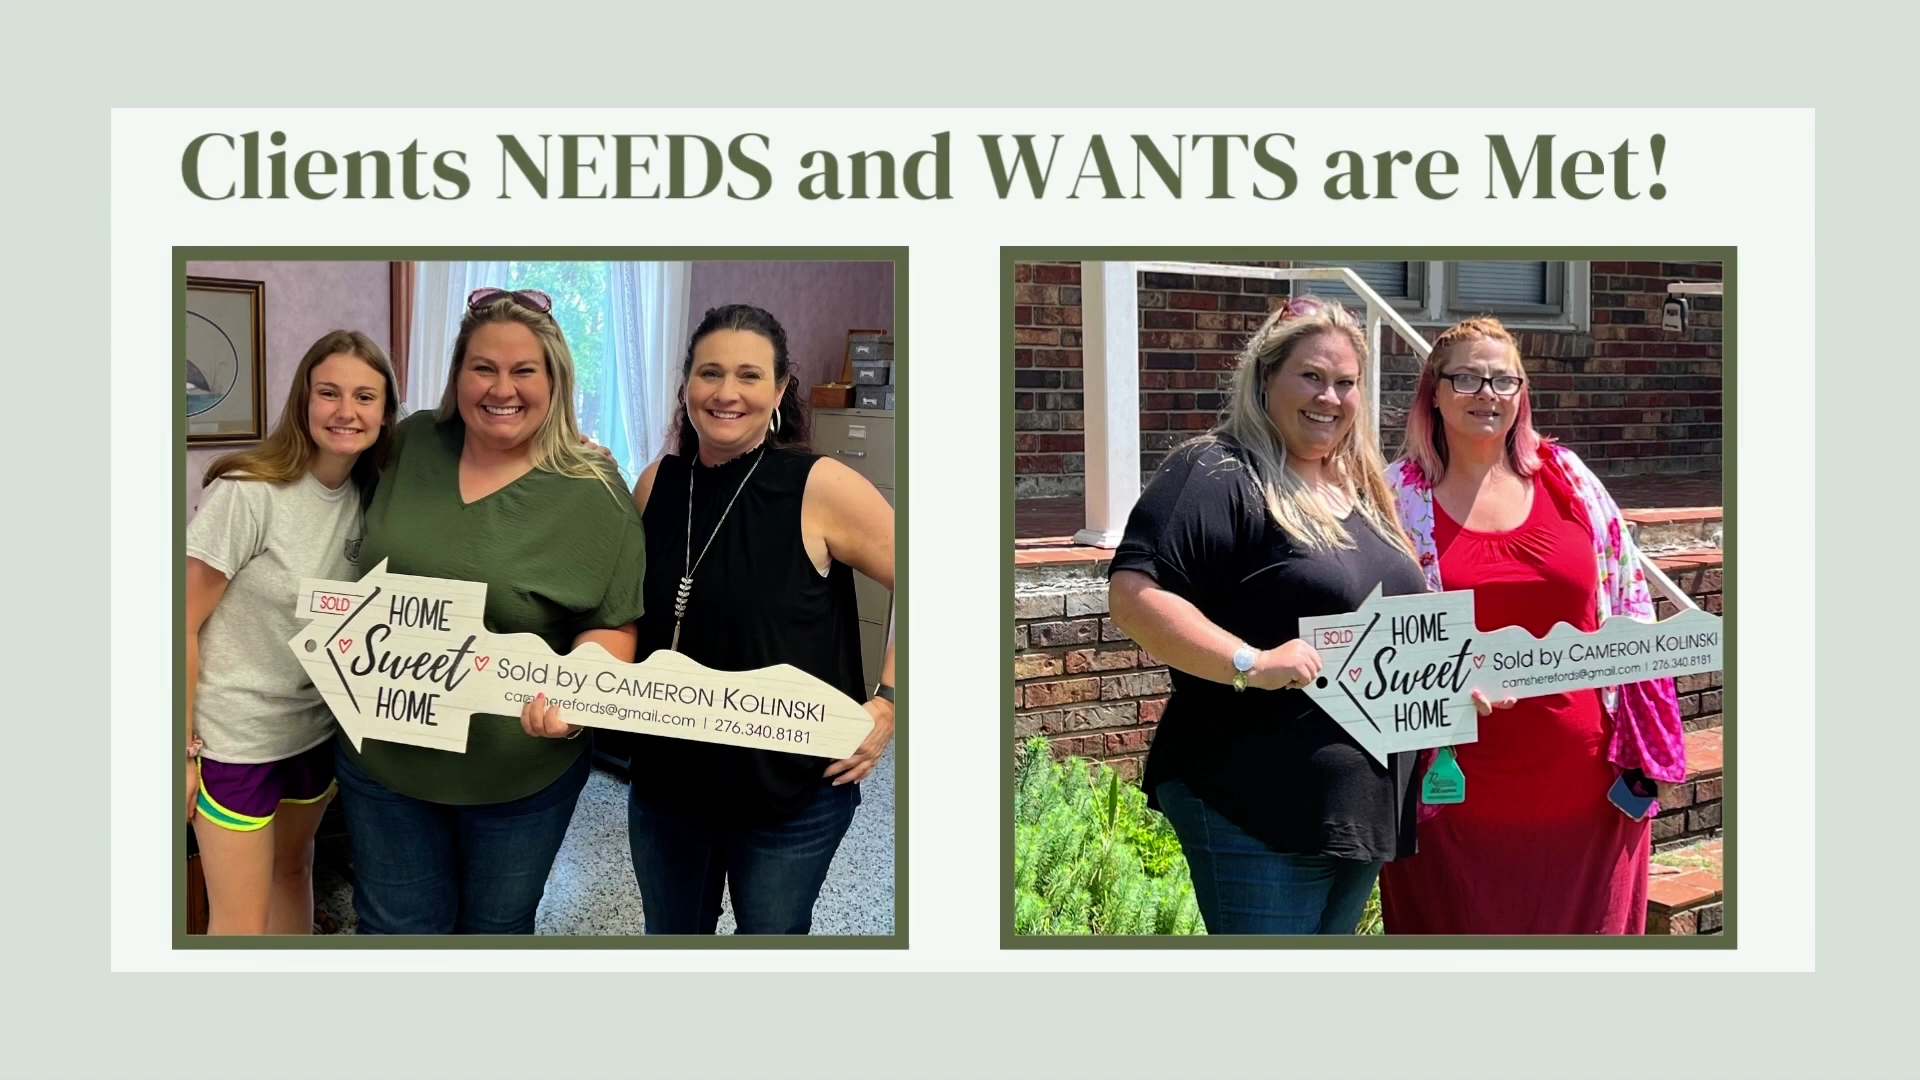 Clients NEEDS and WANTS are Met!
SOLD
HOME
Sweet
HOME
Sold by CAMERON KOLINSKI
camsherefords@gmail.com | 276.340.8181
SOLD
HOME
Sweet
HOME
Sold by CAMERON KOLINSKI
camsherefords@gmail.com | 276.340.8181